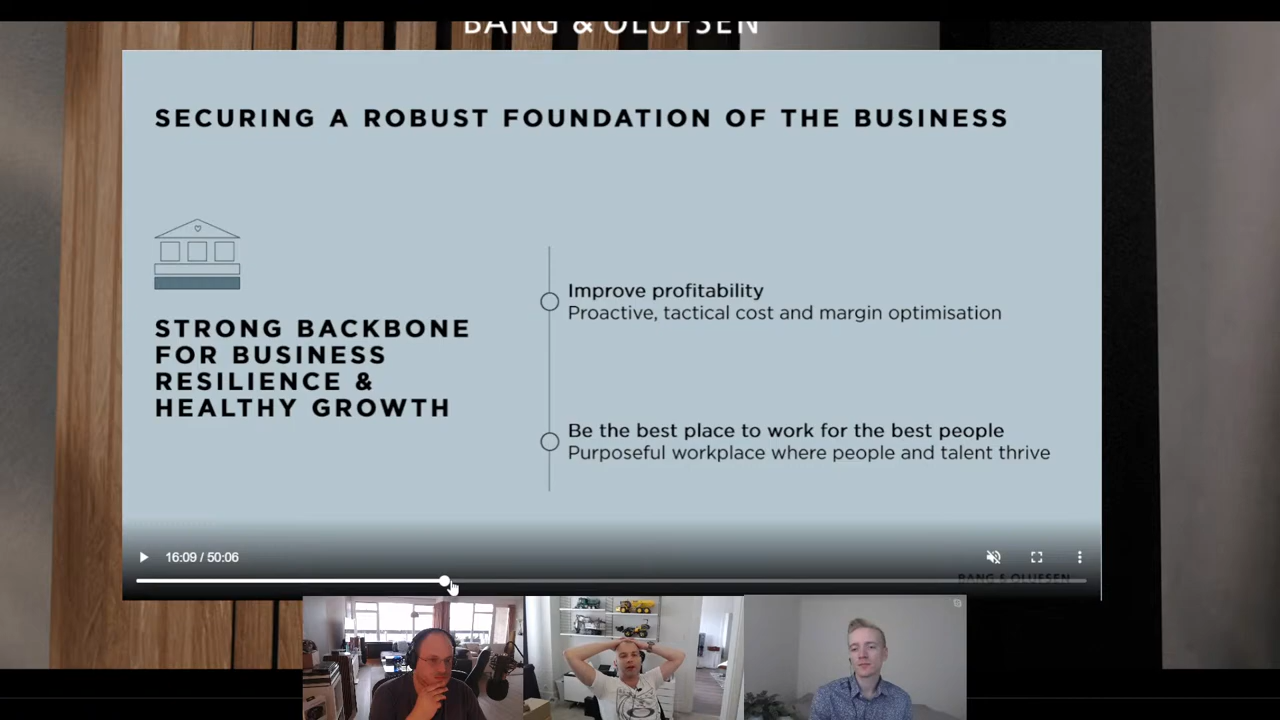 BANG & OLUFSEN
SECURING A ROBUST FOUNDATION OF THE BUSINESS
STRONG BACKBONE
FOR BUSINESS
RESILIENCE &
HEALTHY GROWTH
Improve profitability
Proactive, tactical cost and margin optimisation
Be the best place to work for the best people
Purposeful workplace where people and talent thrive
16:09 / 50:06
BANG & OLUFSEN